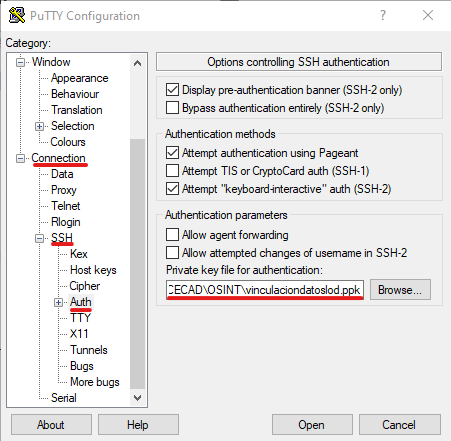 PuTTY Configuration
?
Category:
Window
Appearance
Behaviour
Translation
Selection
Colours
Connection
Data
Proxy
Telnet
Rlogin
SSH
Kex
Host keys
Cipher
Auth
TTY
X11
Tunnels
Bugs
More bugs
Serial
Options controlling SSH authentication
Display pre-authentication banner (SSH-2 only)
Bypass authentication entirely (SSH-2 only)
Authentication methods
Attempt authentication using Pageant
Attempt TIS or CryptoCard auth (SSH-1)
Attempt "keyboard-interactive" auth (SSH-2)
Authentication parameters
Allow agent forwarding
Allow attempted changes of username in SSH-2
Private key file for authentication:
CECAD\OSINT\vinculaciondatoslod.ppk Browse...
About Help Open Cancel